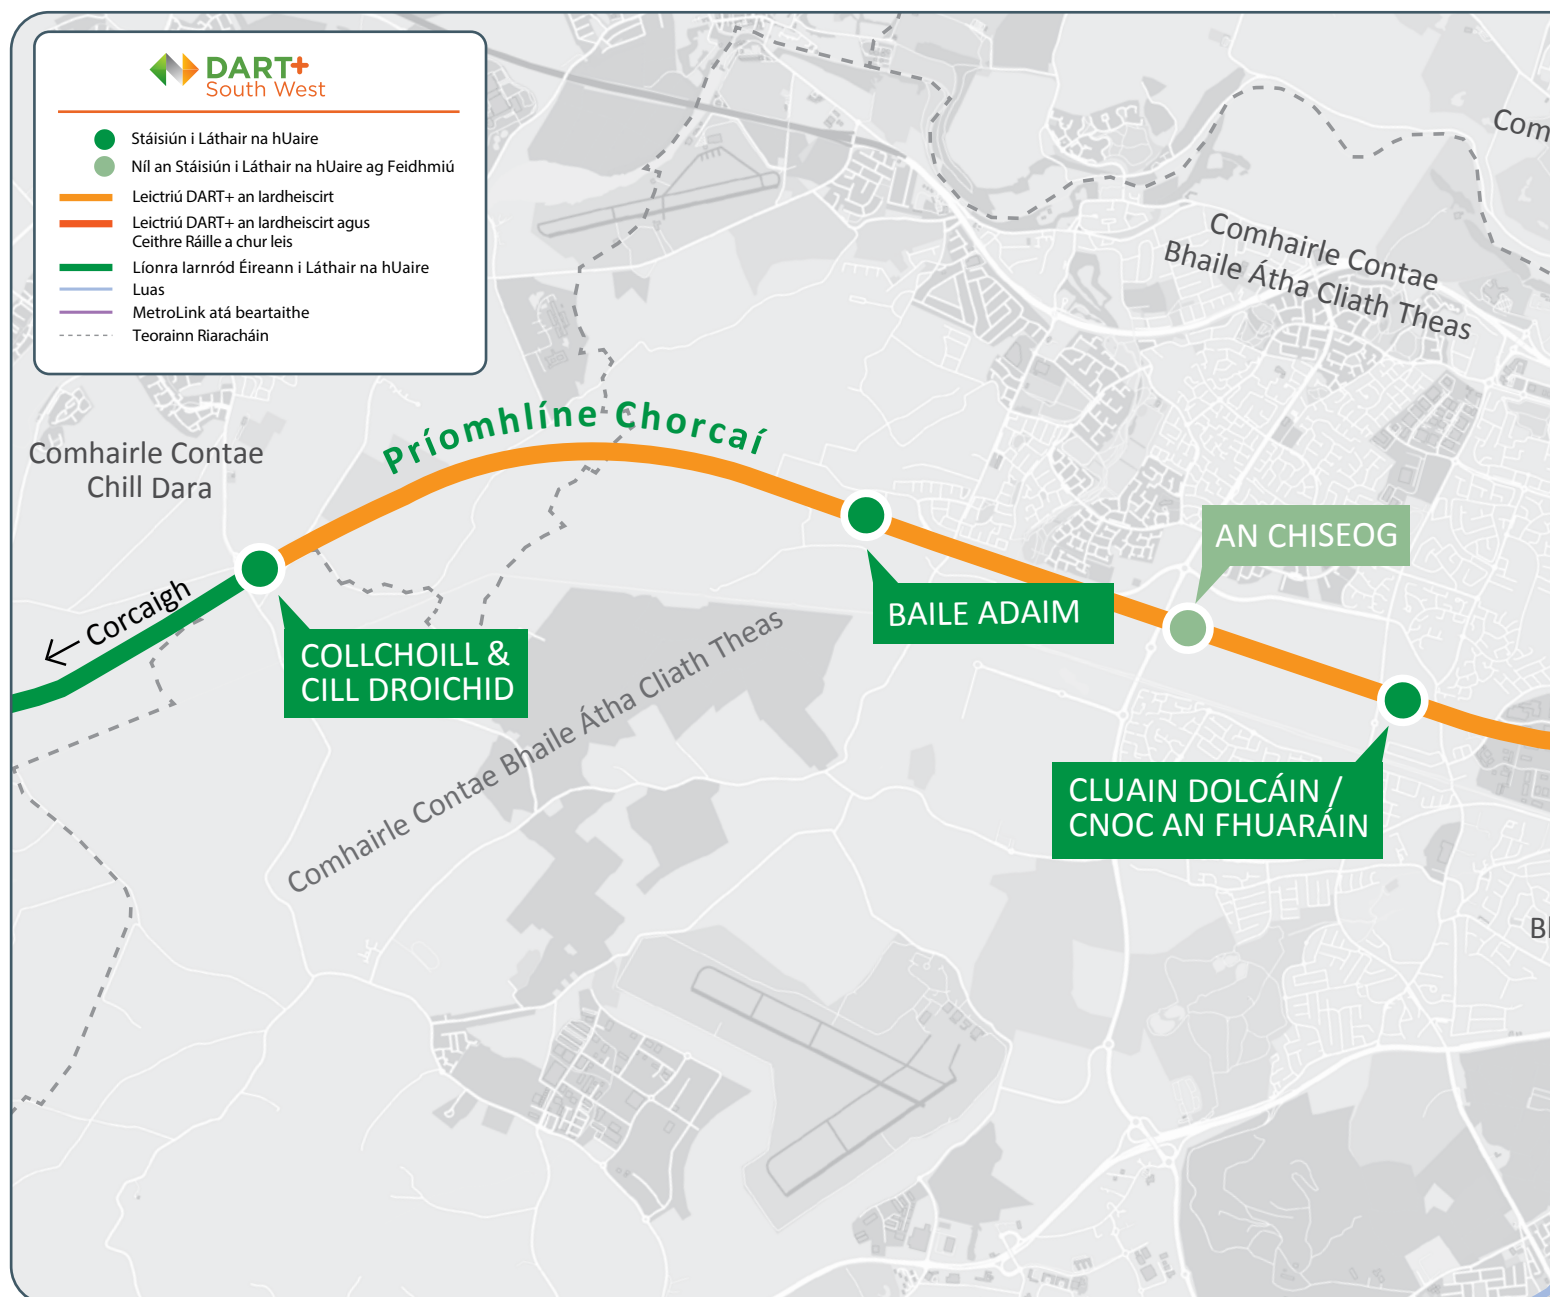 DART+
South West
Stáisiún i Láthair na hUaire
Níl an Stáisiún i Láthair na hUaire ag Feidhmiú
Leictriú DART+ an Iardheiscirt
Leictriú DART+ an Iardheiscirt agus
Ceithre Ráille a chur leis
Líonra Iarnród Éireann i Láthair na hUaire
Luas
MetroLink atá beartaithe
Teorainn Riaracháin
Com
Comhairle Contae
Bhaile Átha Cliath Theas
Príomhlíne Chorcaí
Comhairle Contae
Chill Dara
AN CHISEOG
← Corcaigh
BAILE ADAIM
COLLCHOILL &
CILL DROICHID
Comhairle Contae Bhaile Átha Cliath Theas
CLUAIN DOLCÁIN /
CNOC AN FHUARÁIN